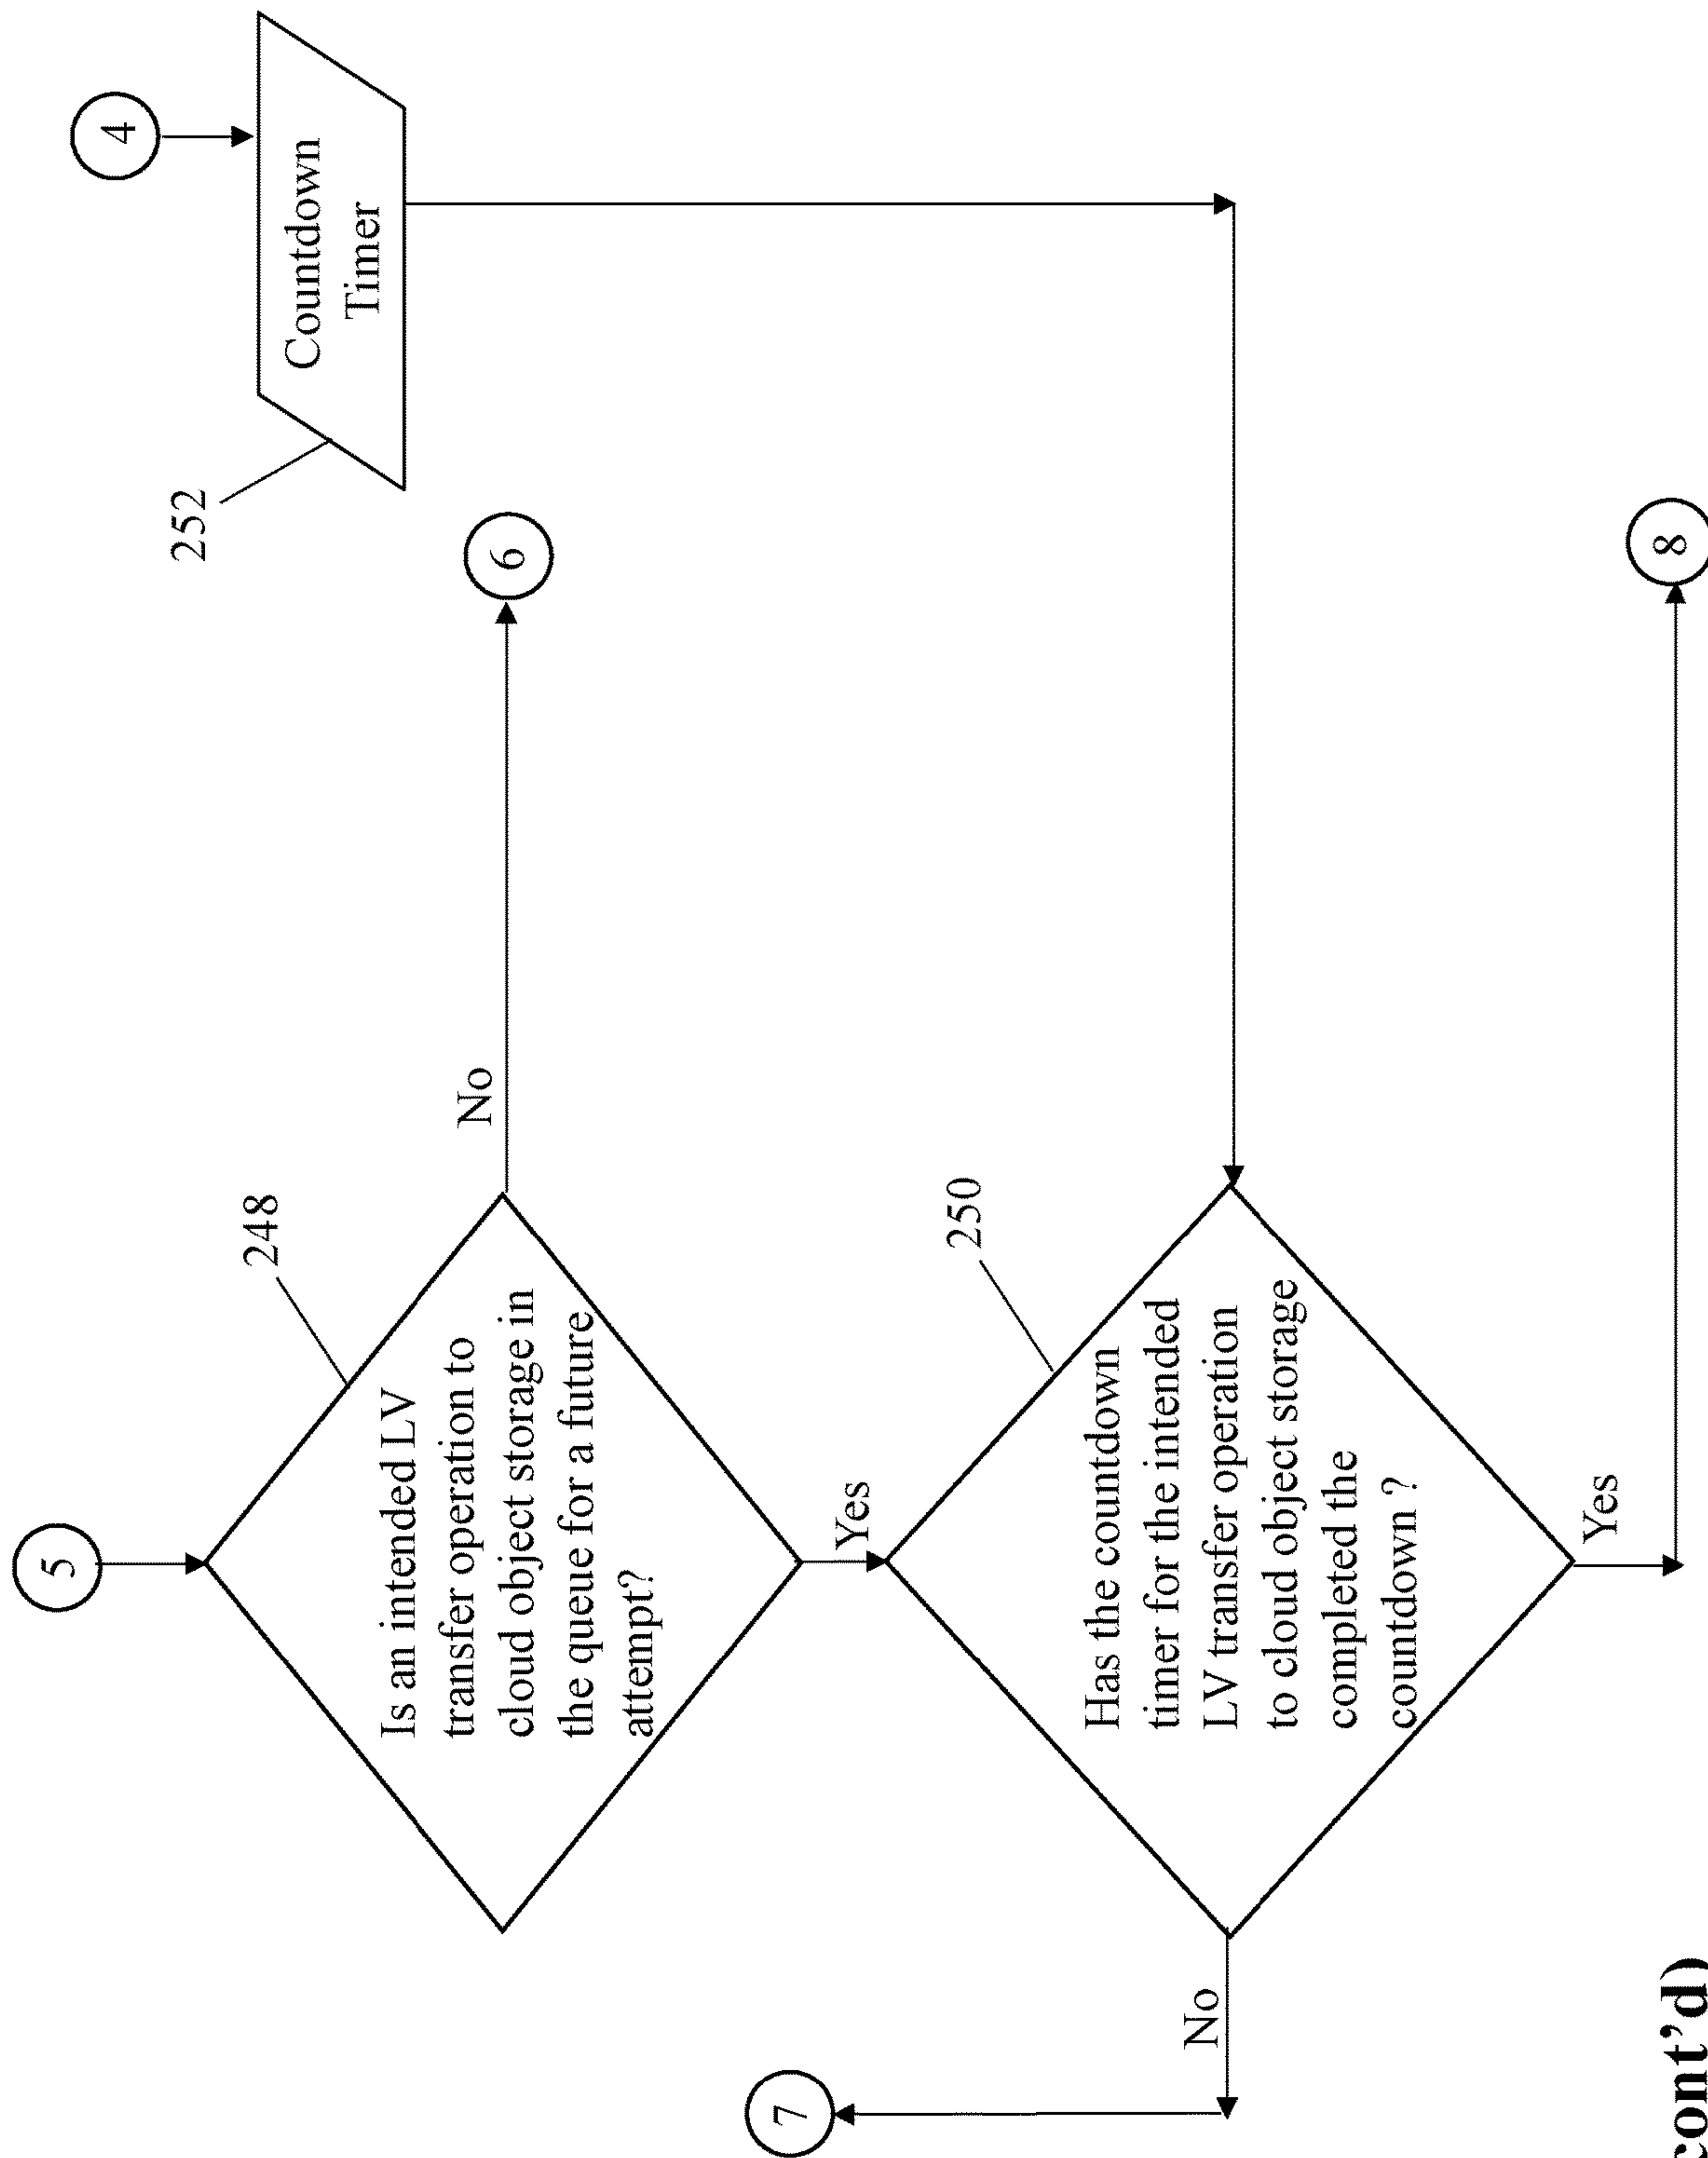 4
Countdown
Timer
252
5
248
Is an intended LV
transfer operation to
cloud object storage in
the queue for a future
attempt?
No
6
Yes
250
Has the countdown
timer for the intended
LV transfer operation
to cloud object storage
completed the
countdown ?
No
7
Yes
8
cont’d)